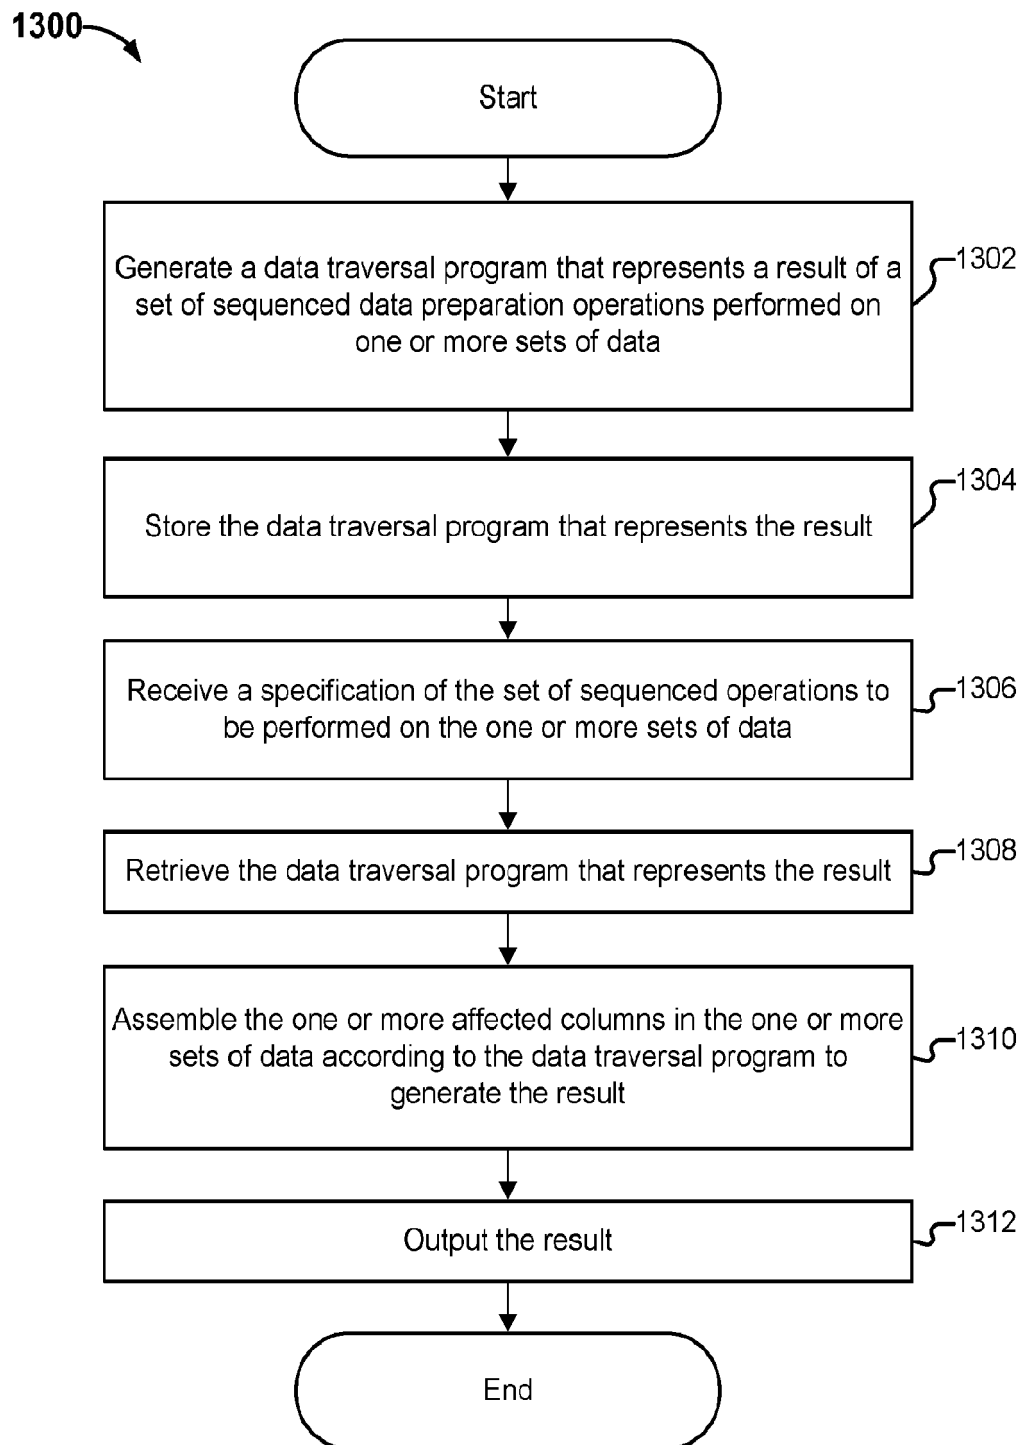 1300
Start
Generate a data traversal program that represents a result of a
set of sequenced data preparation operations performed on
one or more sets of data
1302
Store the data traversal program that represents the result
1304
Receive a specification of the set of sequenced operations to
be performed on the one or more sets of data
1306
Retrieve the data traversal program that represents the result
1308
Assemble the one or more affected columns in the one or more
sets of data according to the data traversal program to
generate the result
1310
Output the result
1312
End